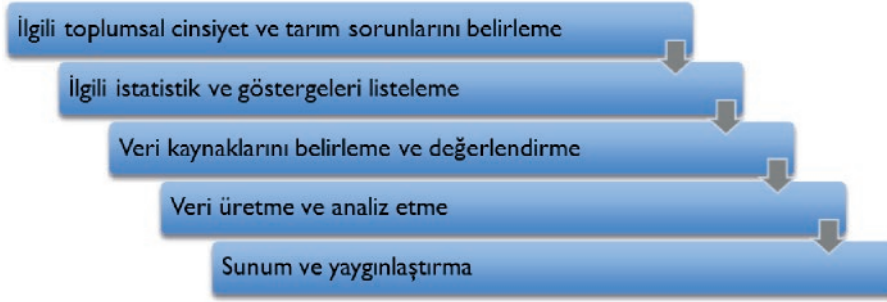 İlgili toplumsal cinsiyet ve tarım sorunlarını belirleme
İlgili istatistik ve göstergeleri listeleme
Veri kaynaklarını belirleme ve değerlendirme
Veri üretme ve analiz etme
Sunum ve yaygınlaştırma